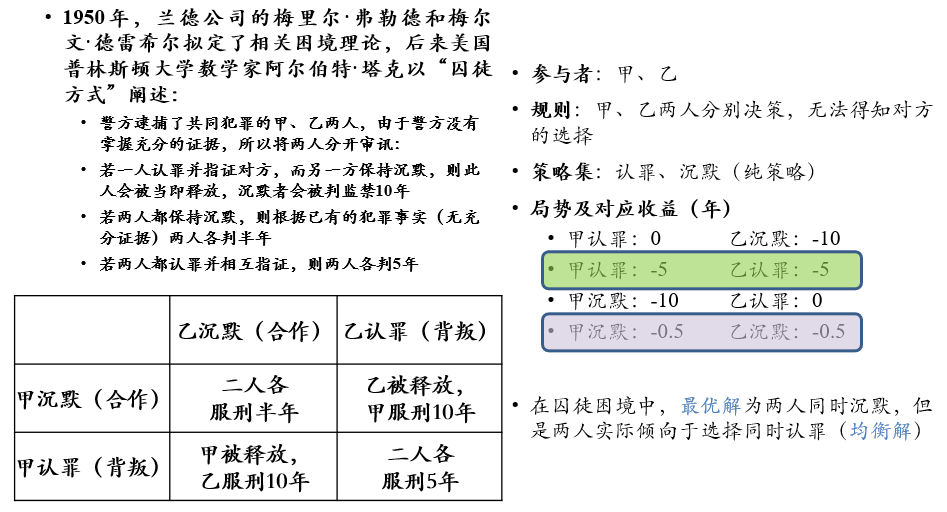 • 1950年，兰德公司的梅里尔·弗勒德和梅尔
文·德雷希尔拟定了相关困境理论，后来美国
普林斯顿大学数学家阿尔伯特·塔克以“囚徒
方式”阐述：
• 警方逮捕了共同犯罪的甲、乙两人，由于警方没有
掌握充分的证据，所以将两人分开审讯：
• 若一人认罪并指证对方，而另一方保持沉默，则此
人会被当即释放，沉默者会被判监禁10年
• 若两人都保持沉默，则根据已有的犯罪事实（无充
分证据）两人各判半年
• 若两人都认罪并相互指证，则两人各判5年
乙沉默（合作） 乙认罪（背叛）
甲沉默（合作） 二人各
服刑半年 乙被释放，
甲服刑10年
甲认罪（背叛） 甲被释放，
乙服刑10年 二人各
服刑5年
• 参与者：甲、乙
• 规则：甲、乙两人分别决策，无法得知对方
的选择
• 策略集：认罪、沉默（纯策略）
• 局势及对应收益（年）
• 甲认罪：0 乙沉默：-10
• 甲认罪：-5 乙认罪：-5
• 甲沉默：-10 乙认罪：0
• 甲沉默：-0.5 乙沉默：-0.5
• 在囚徒困境中，最优解为两人同时沉默，但
是两人实际倾向于选择同时认罪（均衡解）